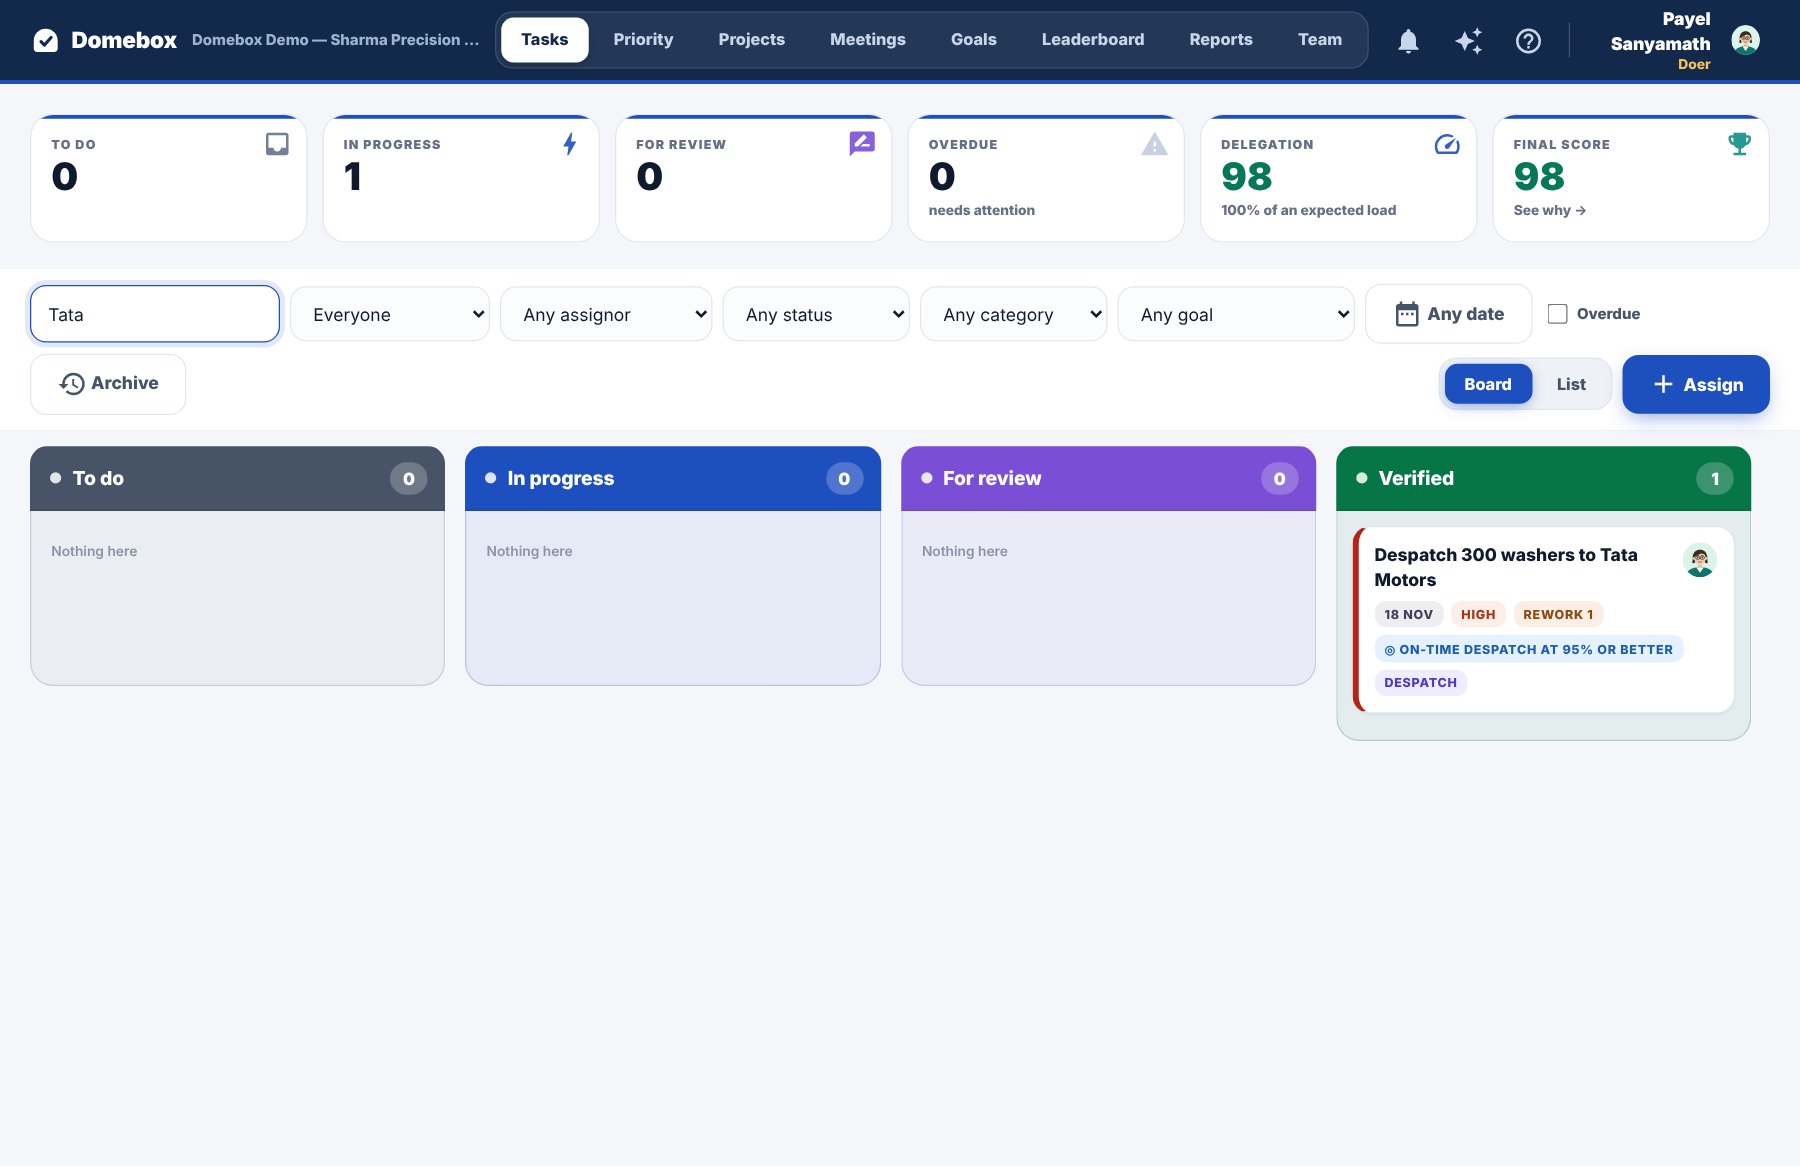 Domebox
Domebox Demo — Sharma Precision ...
Tasks
Priority
Projects
Meetings
Goals
Leaderboard
Reports
Team
Payel
Sanyamath
Doer
TO DO
0
IN PROGRESS
1
FOR REVIEW
0
OVERDUE
0
needs attention
DELEGATION
98
100% of an expected load
FINAL SCORE
98
See why →
Tata
Everyone
Any assignor
Any status
Any category
Any goal
Any date
Overdue
Archive
Board
List
+ Assign
To do
0
Nothing here
In progress
0
Nothing here
For review
0
Nothing here
Verified
1
Despatch 300 washers to Tata
Motors
18 NOV
HIGH
REWORK 1
◎ ON-TIME DESPATCH AT 95% OR BETTER
DESPATCH